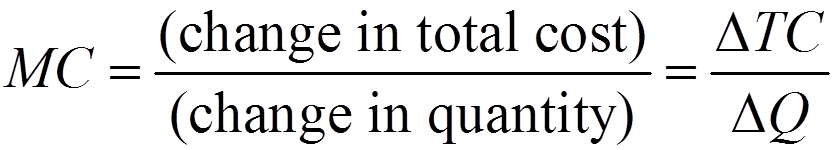 MC = (change in total cost) / (change in quantity) = ΔTC / ΔQ